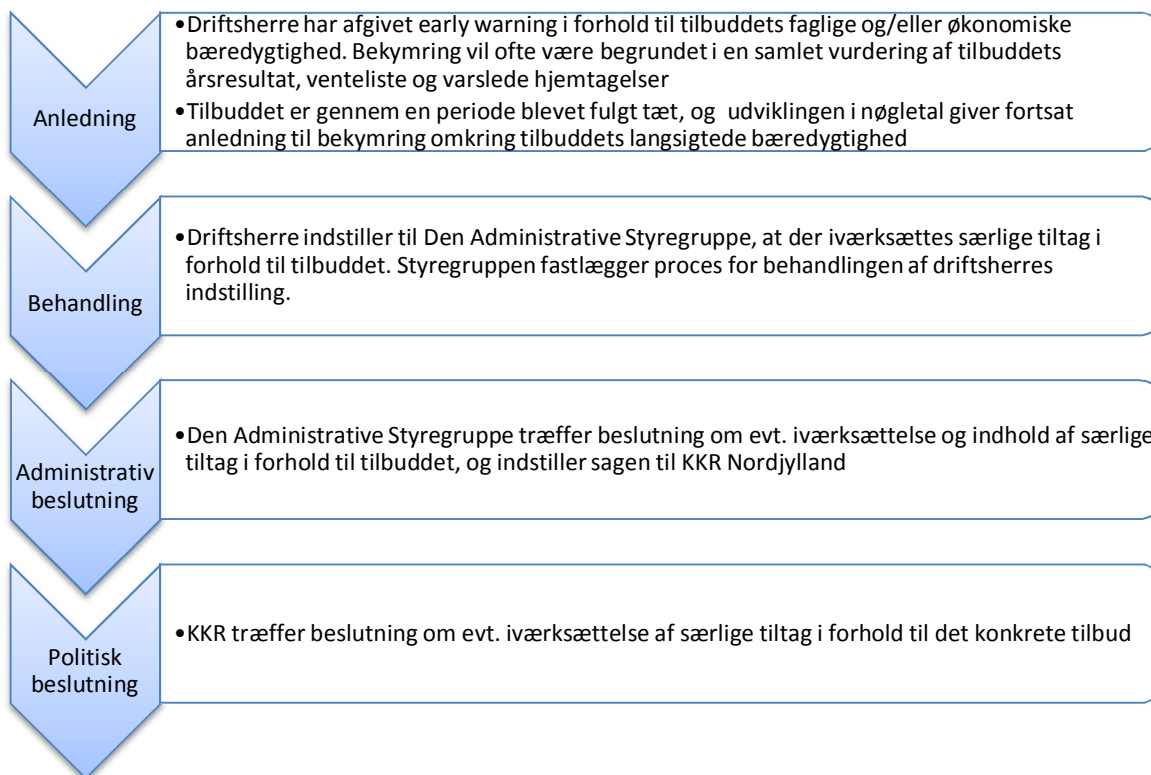 Anledning
•Driftsherre har afgivet early warning i forhold til tilbuddets faglige og/eller økonomiske
bæredygtighed. Bekymring vil ofte være begrundet i en samlet vurdering af tilbuddets
årsresultat, venteliste og varslede hjemtagelser
•Tilbuddet er gennem en periode blevet fulgt tæt, og udviklingen i nøgletal giver fortsat
anledning til bekymring omkring tilbuddets langsigtede bæredygtighed
Behandling
•Driftsherre indstiller til Den Administrative Styregruppe, at der iværksættes særlige tiltag i
forhold til tilbuddet. Styregruppen fastlægger proces for behandlingen af driftsherres
indstilling.
Administrativ
beslutning
•Den Administrative Styregruppe træffer beslutning om evt. iværksættelse og indhold af særlige
tiltag i forhold til tilbuddet, og indstiller sagen til KKR Nordjylland
Politisk
beslutning
•KKR træffer beslutning om evt. iværksættelse af særlige tiltag i forhold til det konkrete tilbud